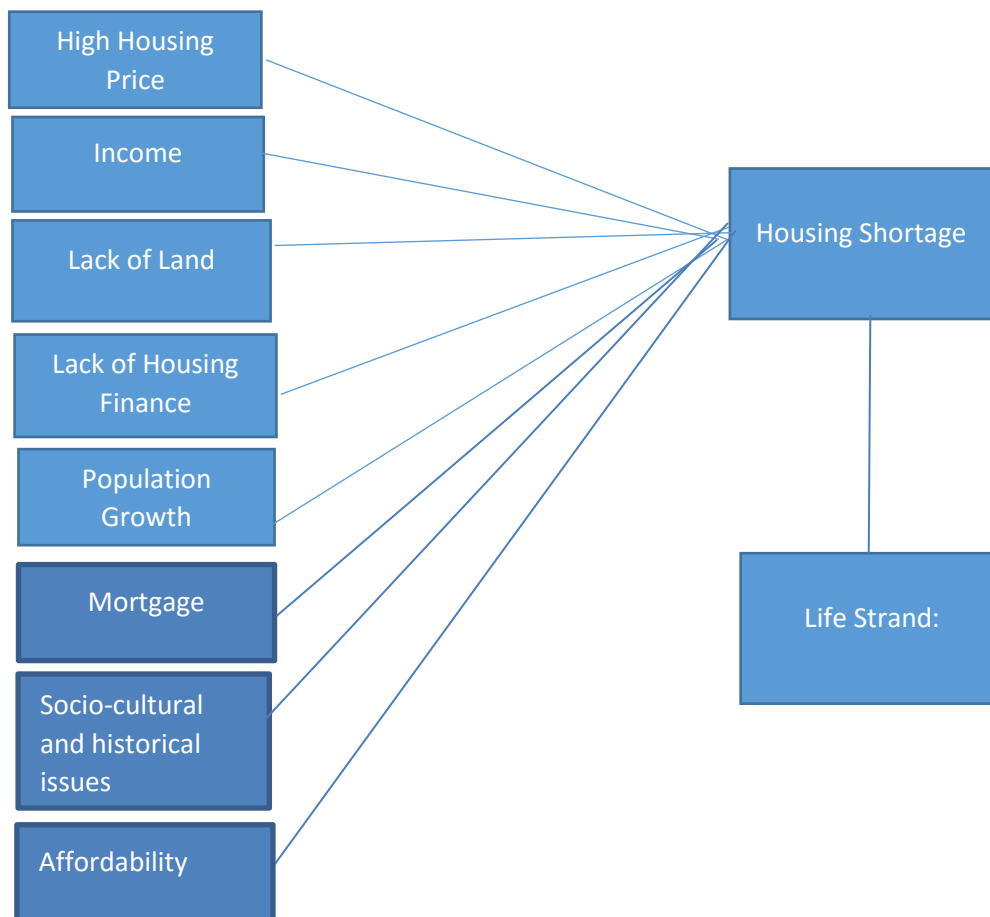 High Housing
Price
Income
Lack of Land
Lack of Housing
Finance
Population
Growth
Mortgage
Socio-cultural
and historical
issues
Affordability
Housing Shortage
Life Strand: